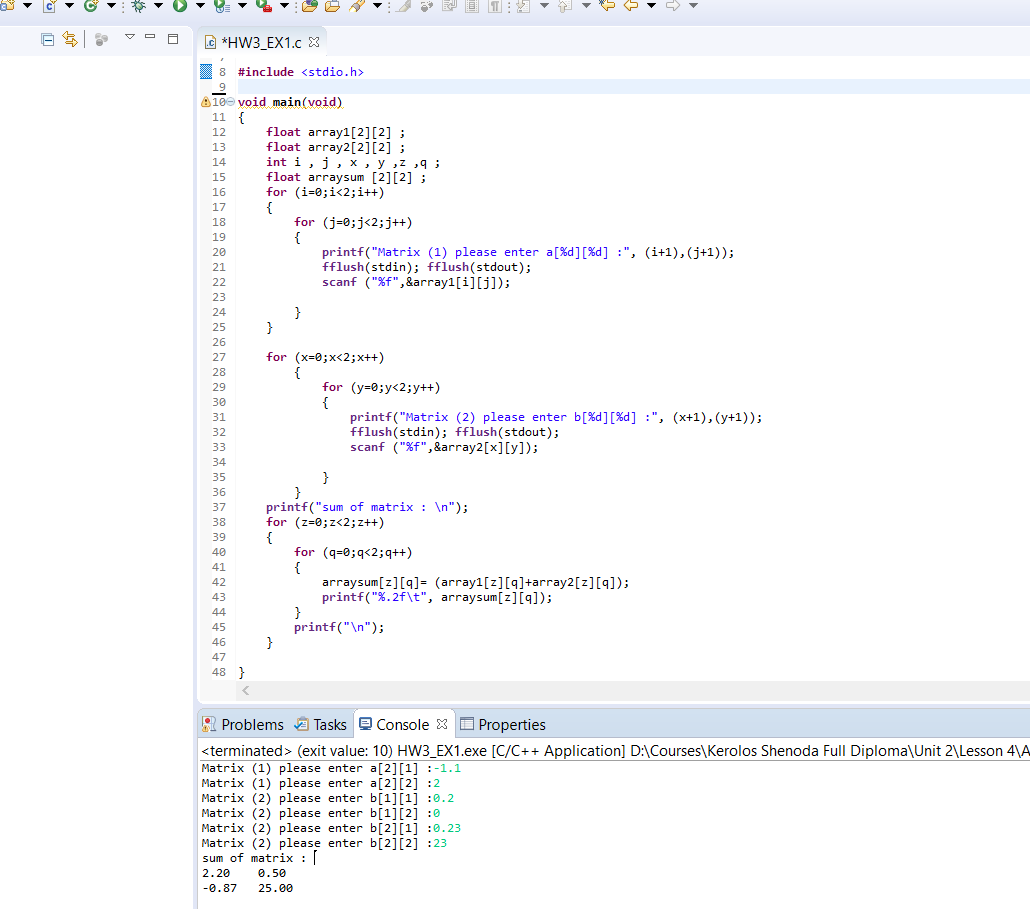 *HW3_EX1.c
8 #include <stdio.h>
9
10 void main(void)
11 {
12     float array1[2][2] ;
13     float array2[2][2] ;
14     int i , j , x , y ,z ,q ;
15     float arraysum [2][2] ;
16     for (i=0;i<2;i++)
17     {
18         for (j=0;j<2;j++)
19         {
20             printf("Matrix (1) please enter a[%d][%d] :", (i+1),(j+1));
21             fflush(stdin); fflush(stdout);
22             scanf ("%f",&array1[i][j]);
23
24         }
25     }
26
27     for (x=0;x<2;x++)
28         {
29             for (y=0;y<2;y++)
30             {
31                 printf("Matrix (2) please enter b[%d][%d] :", (x+1),(y+1));
32                 fflush(stdin); fflush(stdout);
33                 scanf ("%f",&array2[x][y]);
34
35             }
36         }
37     printf("sum of matrix : \n");
38     for (z=0;z<2;z++)
39     {
40         for (q=0;q<2;q++)
41         {
42             arraysum[z][q]= (array1[z][q]+array2[z][q]);
43             printf("%.2f\t", arraysum[z][q]);
44         }
45         printf("\n");
46     }
47
48 }
Problems Tasks Console Properties
<terminated> (exit value: 10) HW3_EX1.exe [C/C++ Application] D:\Courses\Kerolos Shenoda Full Diploma\Unit 2\Lesson 4\A
Matrix (1) please enter a[2][1] :-1.1
Matrix (1) please enter a[2][2] :2
Matrix (2) please enter b[1][1] :0.2
Matrix (2) please enter b[1][2] :0
Matrix (2) please enter b[2][1] :0.23
Matrix (2) please enter b[2][2] :23
sum of matrix :
2.20    0.50
-0.87   25.00